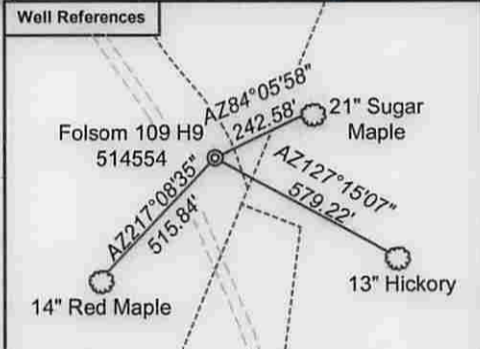 Well References
AZ84°05'58"
242.58'
21" Sugar
Maple
Folsom 109 H9
514554
AZ127°15'07"
579.22'
AZ217°08'35"
515.84'
13" Hickory
14" Red Maple